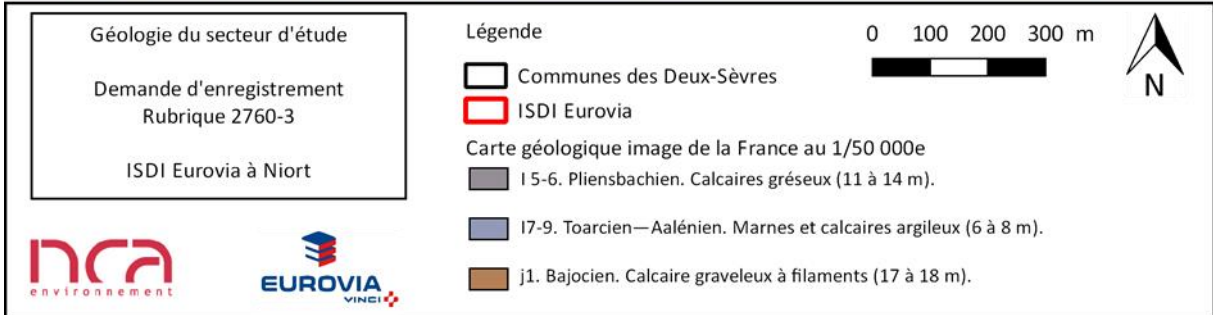 Géologie du secteur d'étude
Demande d'enregistrement
Rubrique 2760-3
ISDI Eurovia à Niort
nca
environnement
EUROVIA
VINCI
Légende
Communes des Deux-Sèvres
ISDI Eurovia
Carte géologique image de la France au 1/50 000e
I 5-6. Pliensbachien. Calcaires gréseux (11 à 14 m).
I7-9. Toarcien—Aalénien. Marnes et calcaires argileux (6 à 8 m).
j1. Bajocien. Calcaire graveleux à filaments (17 à 18 m).
0 100 200 300 m
N